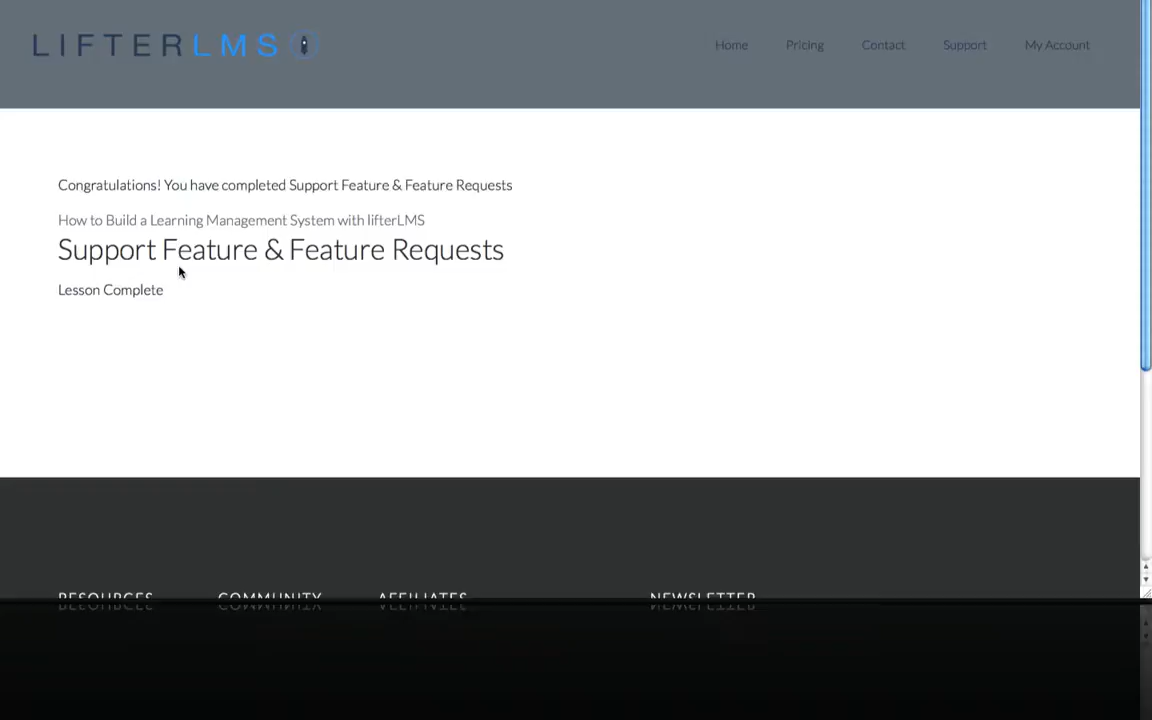 LIFTERLMS
Home Pricing Contact Support My Account
Congratulations! You have completed Support Feature & Feature Requests
How to Build a Learning Management System with lifterLMS
Support Feature & Feature Requests
Lesson Complete
RESOURCES COMMUNITY AFFILIATES NEWSLETTER